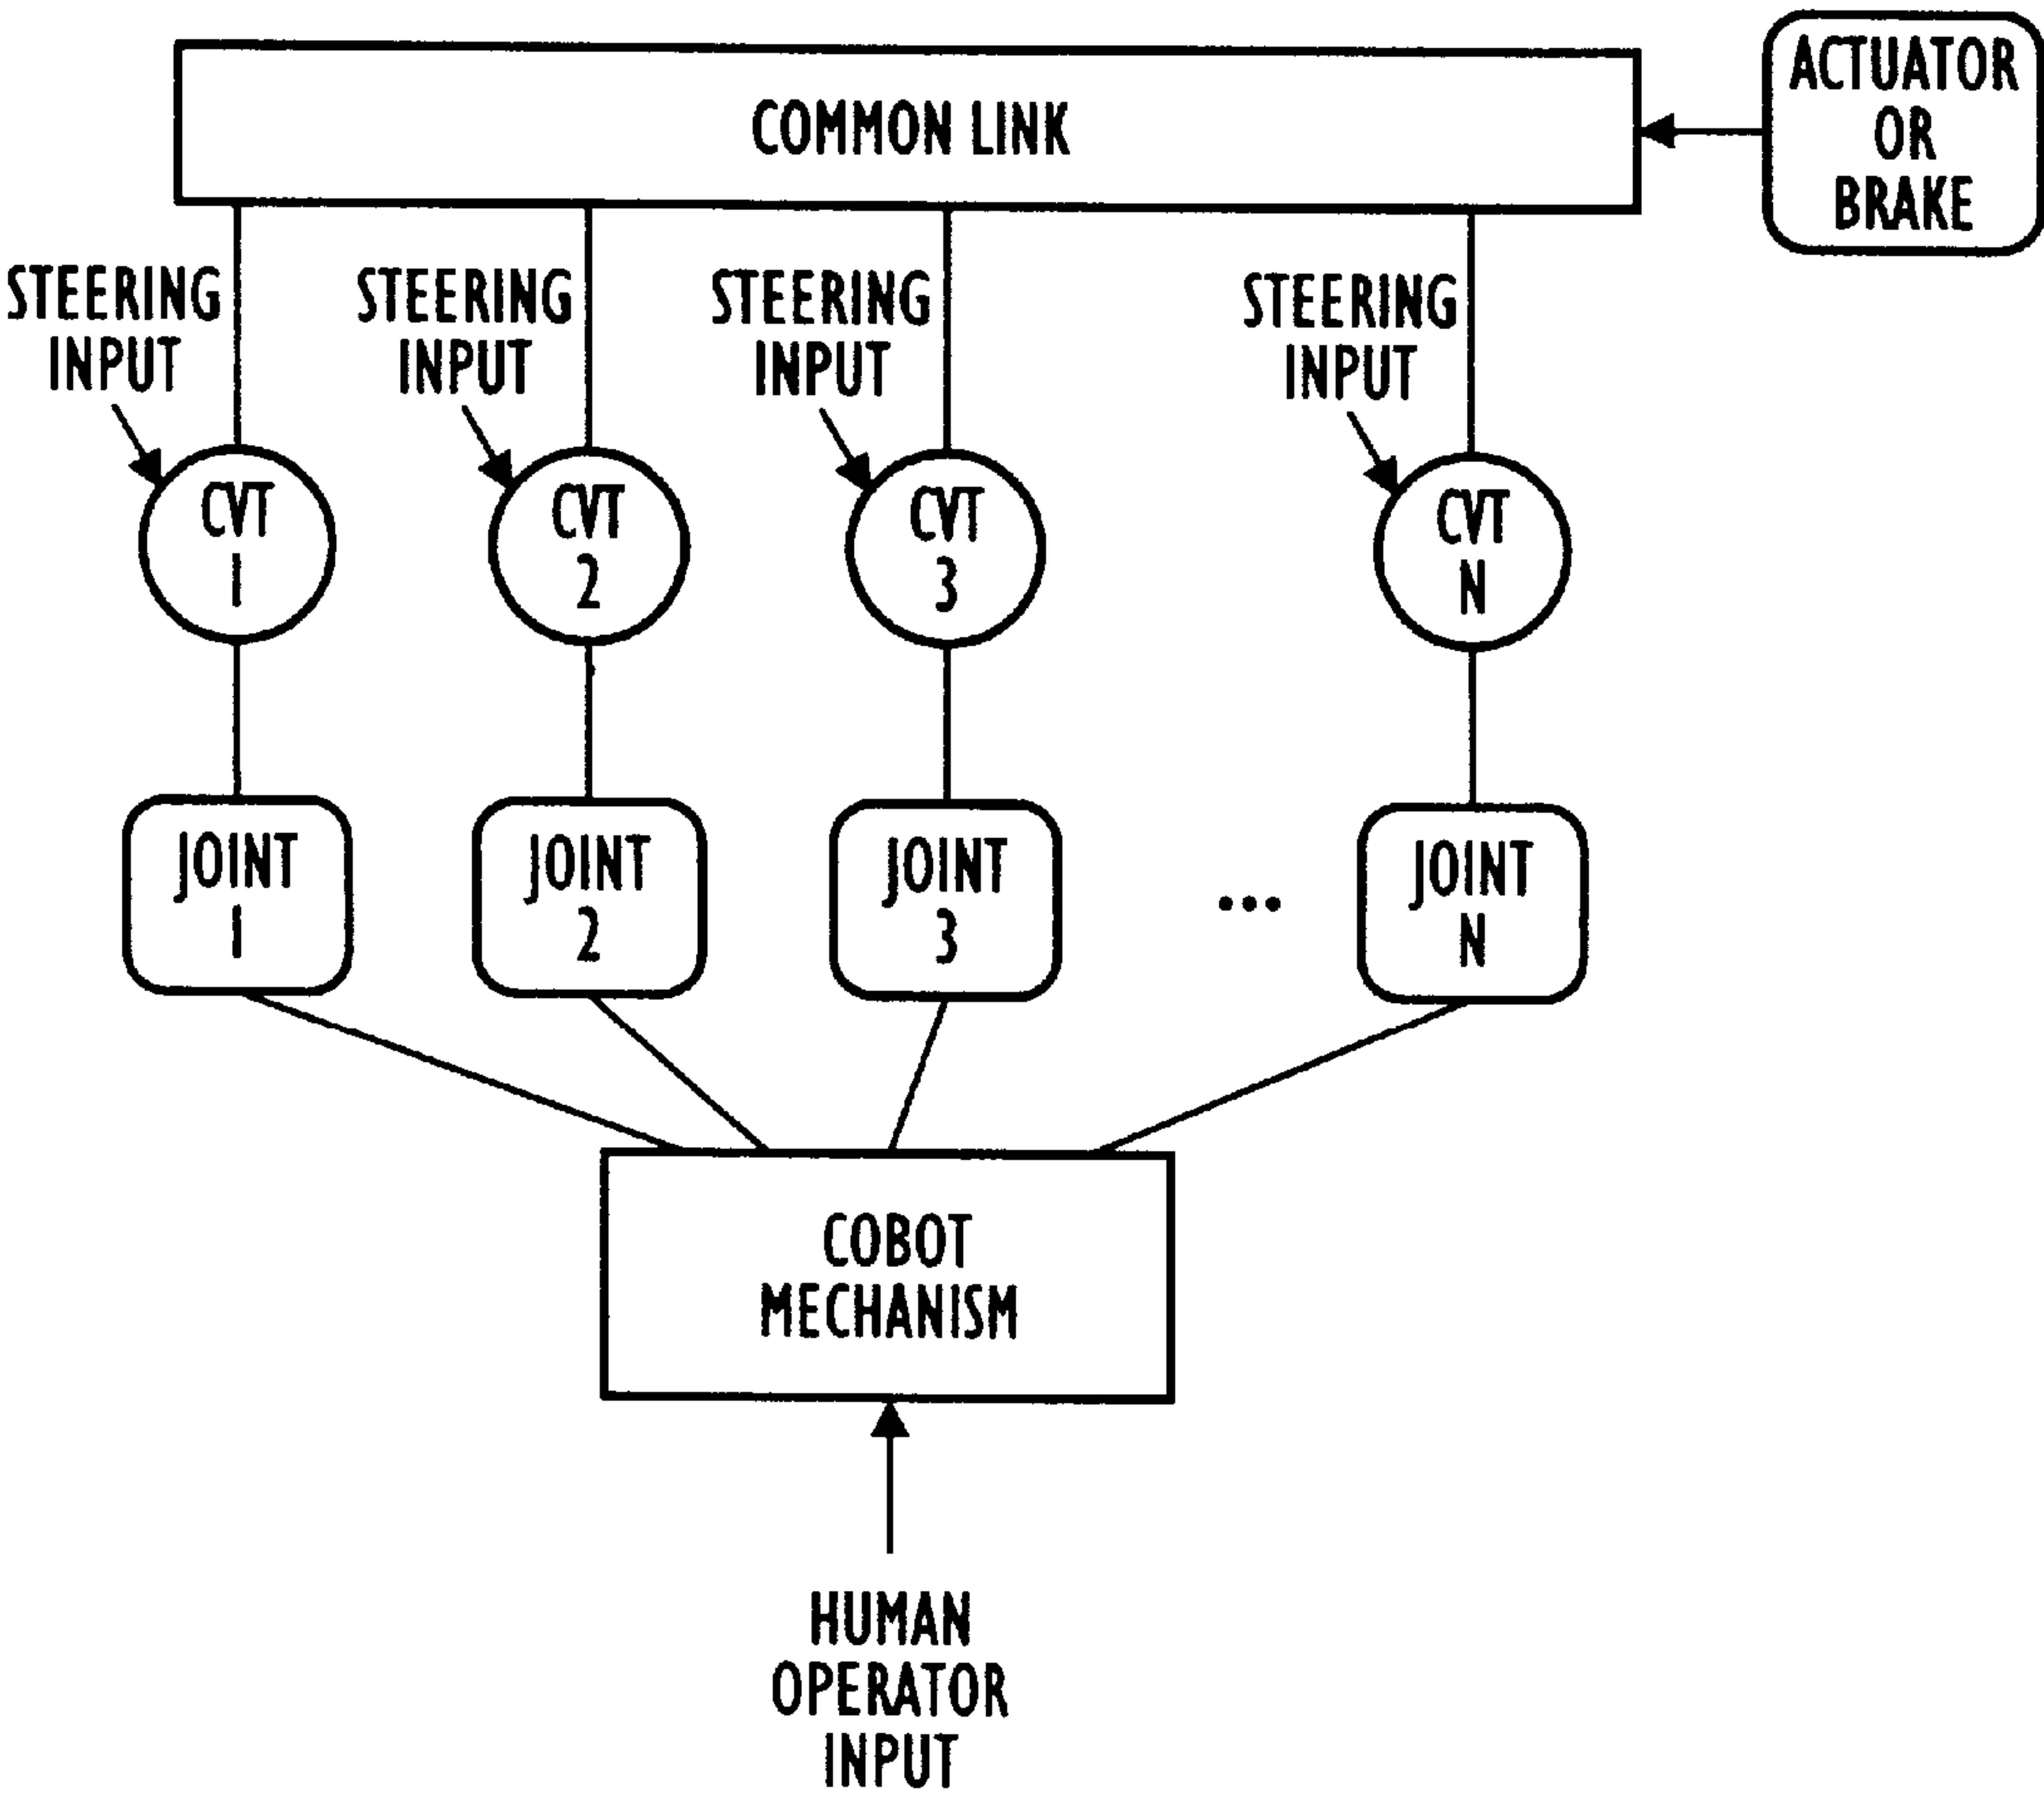 COMMON LINK
ACTUATOR
OR
BRAKE
STEERING
INPUT
STEERING
INPUT
STEERING
INPUT
STEERING
INPUT
CVT
1
CVT
2
CVT
3
CVT
N
JOINT
1
JOINT
2
JOINT
3
...
JOINT
N
COBOT
MECHANISM
HUMAN
OPERATOR
INPUT